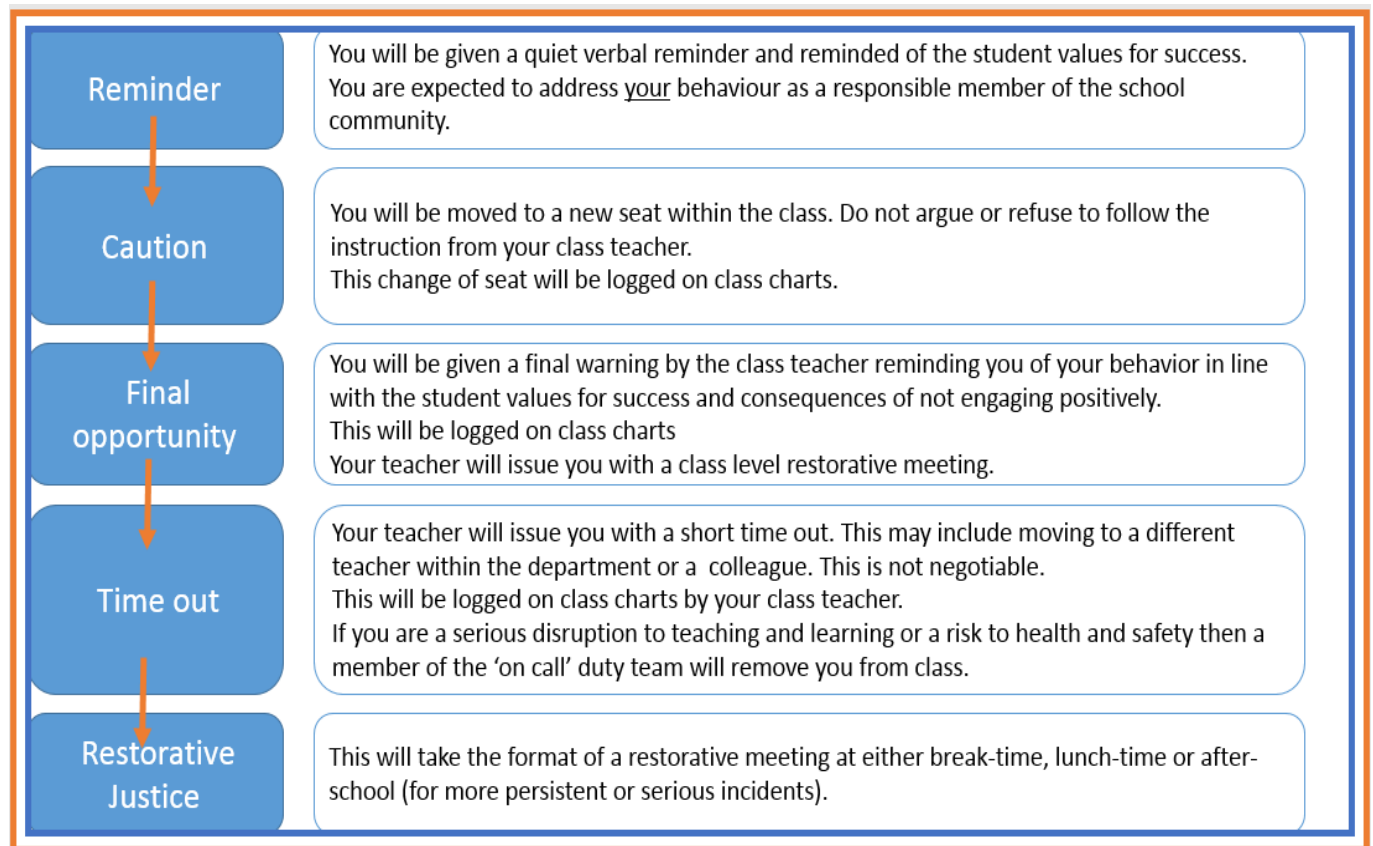 Reminder
You will be given a quiet verbal reminder and reminded of the student values for success.
You are expected to address your behaviour as a responsible member of the school
community.
Caution
You will be moved to a new seat within the class. Do not argue or refuse to follow the
instruction from your class teacher.
This change of seat will be logged on class charts.
Final
opportunity
You will be given a final warning by the class teacher reminding you of your behavior in line
with the student values for success and consequences of not engaging positively.
This will be logged on class charts
Your teacher will issue you with a class level restorative meeting.
Time out
Your teacher will issue you with a short time out. This may include moving to a different
teacher within the department or a  colleague. This is not negotiable.
This will be logged on class charts by your class teacher.
If you are a serious disruption to teaching and learning or a risk to health and safety then a
member of the ‘on call’ duty team will remove you from class.
Restorative
Justice
This will take the format of a restorative meeting at either break-time, lunch-time or after-
school (for more persistent or serious incidents).